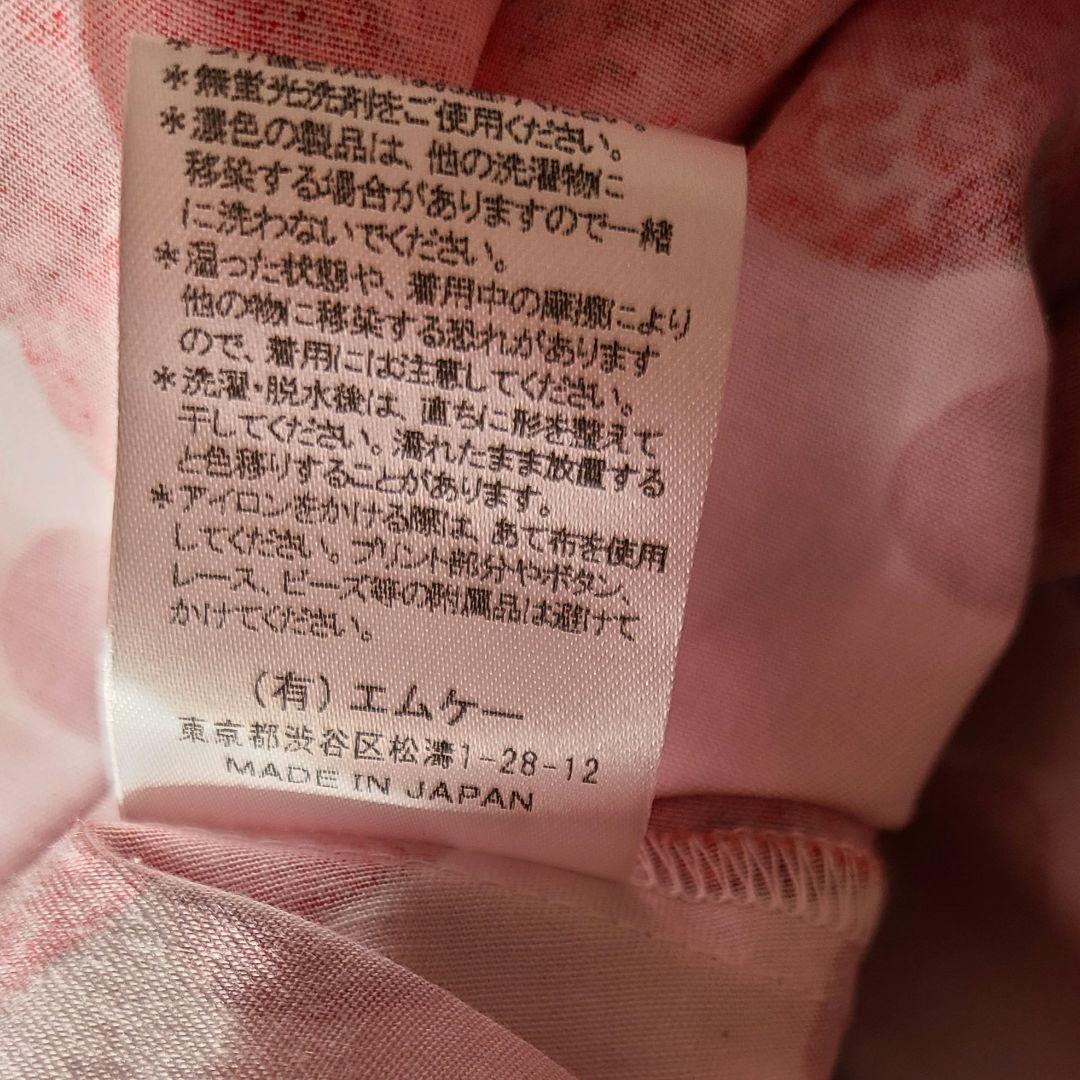 ＊無蛍光洗剤をご使用ください。
＊濃色の製品は、他の洗濯物に
移染する場合がありますので一緒
に洗わないでください。
＊湿った状態や、着用中の摩擦により
他の物に移染する恐れがあります
ので、着用にはご注意してください。
＊洗濯・脱水後は、直ちに形を整えて
干してください。濡れたまま放置する
と色移りすることがあります。
＊アイロンをかける際は、あて布を使用
してください。プリント部分やボタン、
レース、ビーズ等の附属品は避けて
かけてください。
（有）エムケー
東京都渋谷区松濤1-28-12
MADE IN JAPAN